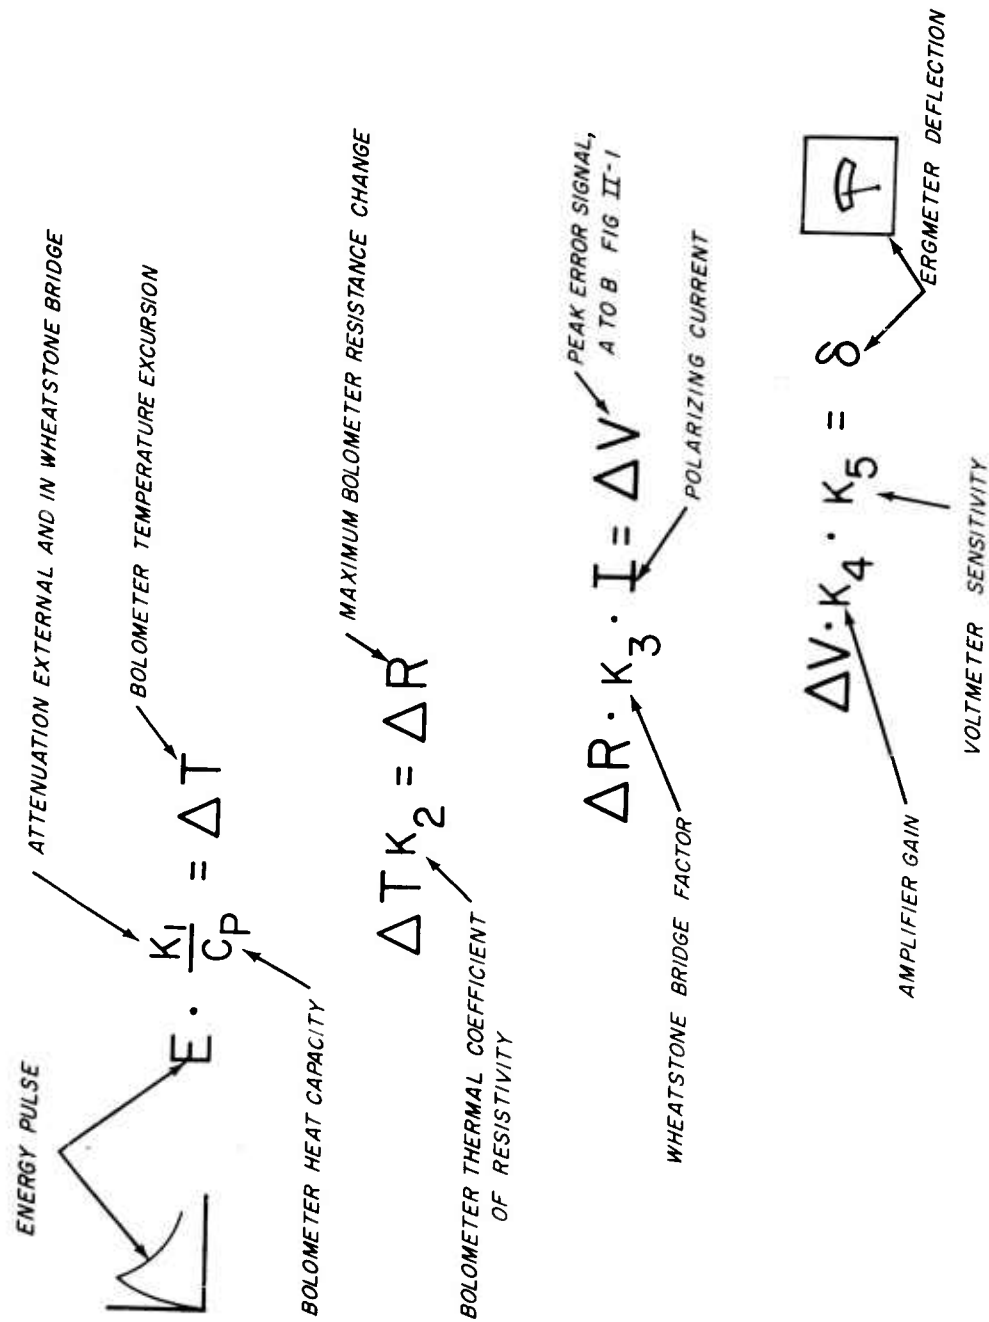 ENERGY PULSE
ATTENUATION EXTERNAL AND IN WHEATSTONE BRIDGE
BOLOMETER TEMPERATURE EXCURSION
E · K1/CP = ΔT
BOLOMETER HEAT CAPACITY
MAXIMUM BOLOMETER RESISTANCE CHANGE
ΔT K2 = ΔR
BOLOMETER THERMAL COEFFICIENT
OF RESISTIVITY
PEAK ERROR SIGNAL,
A TO B FIG II-1
ΔR · K3 · I = ΔV
POLARIZING CURRENT
WHEATSTONE BRIDGE FACTOR
ΔV · K4 · K5 = δ
ERGMETER DEFLECTION
AMPLIFIER GAIN
VOLTMETER SENSITIVITY